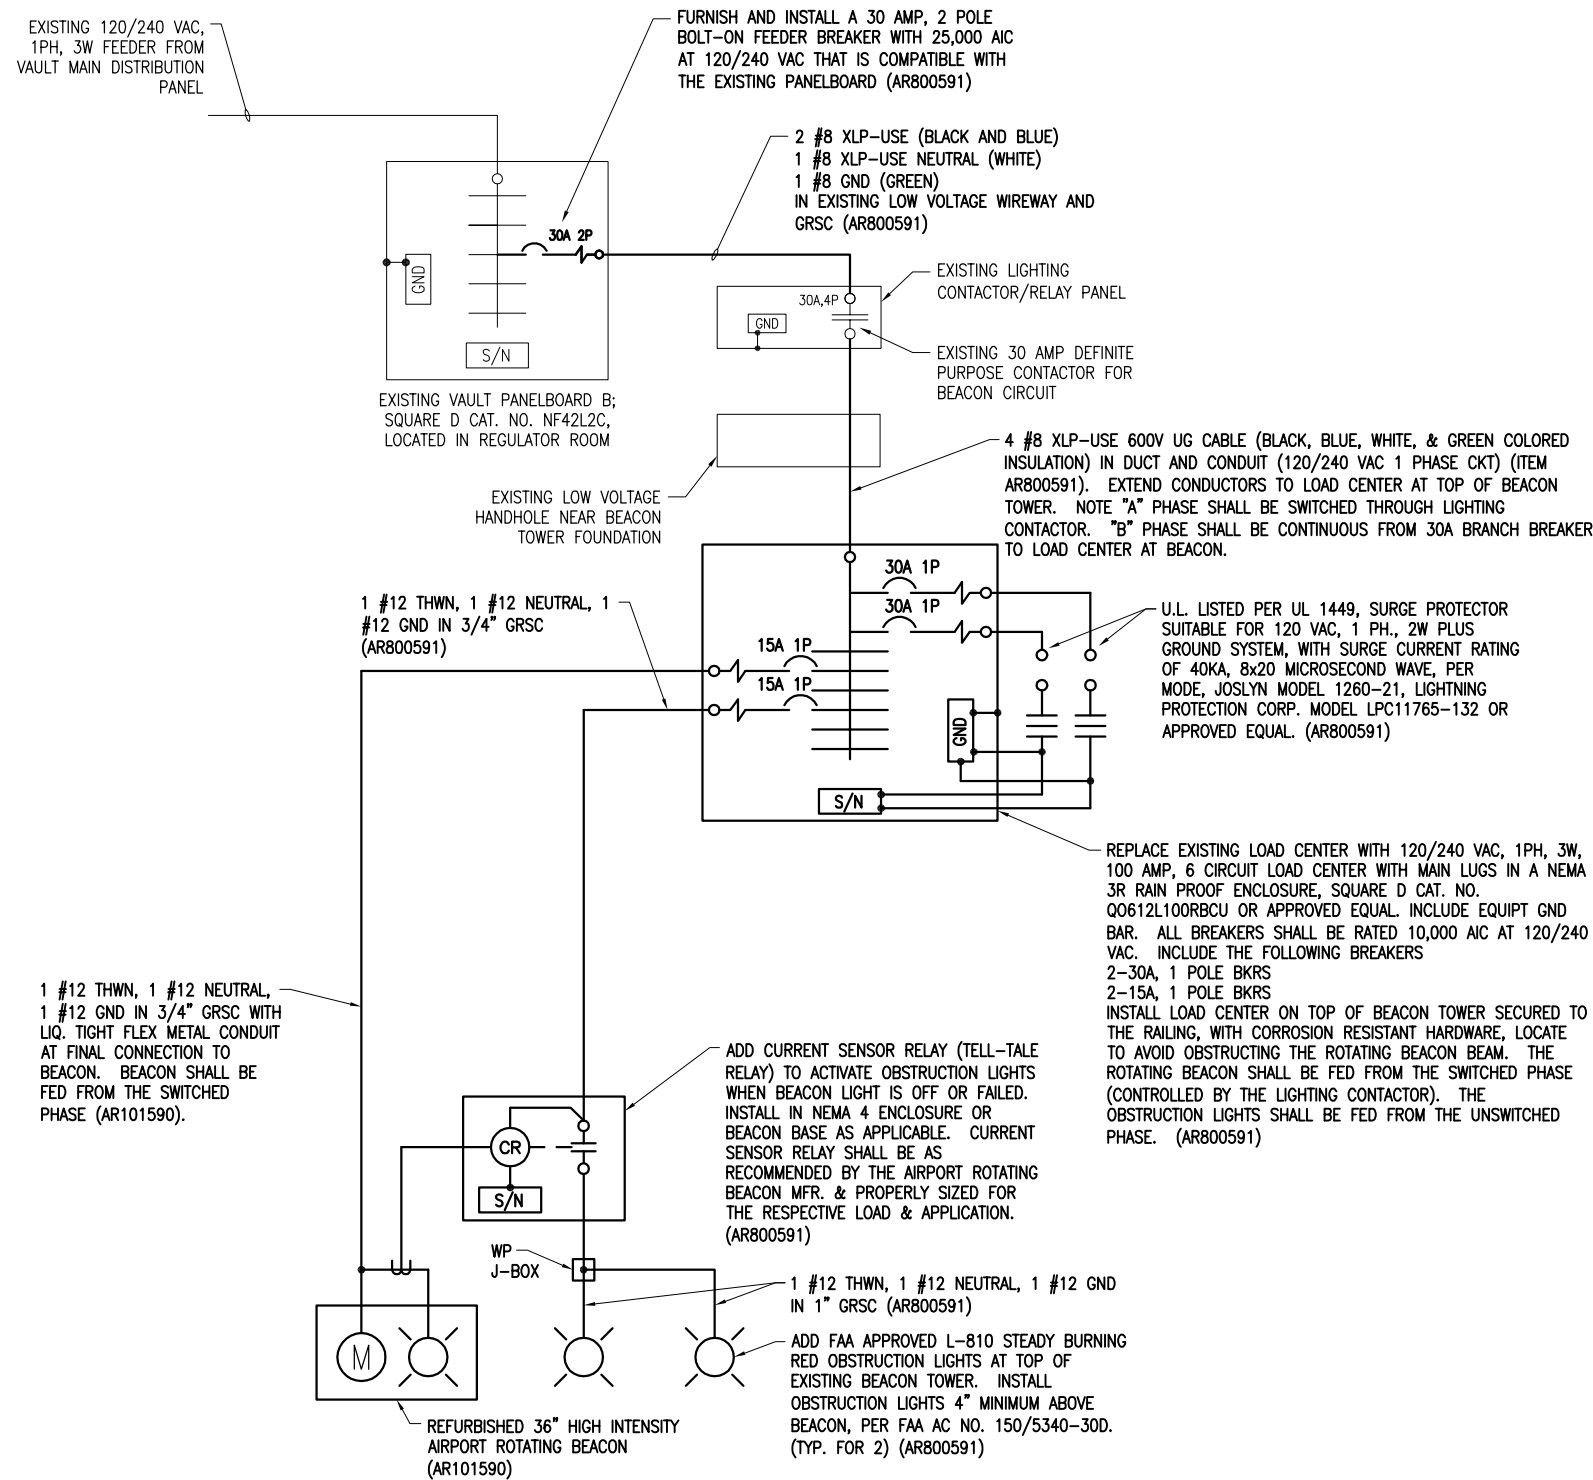 EXISTING 120/240 VAC,
1PH, 3W FEEDER FROM
VAULT MAIN DISTRIBUTION
PANEL
FURNISH AND INSTALL A 30 AMP, 2 POLE
BOLT-ON FEEDER BREAKER WITH 25,000 AIC
AT 120/240 VAC THAT IS COMPATIBLE WITH
THE EXISTING PANELBOARD (AR800591)
2 #8 XLP-USE (BLACK AND BLUE)
1 #8 XLP-USE NEUTRAL (WHITE)
1 #8 GND (GREEN)
IN EXISTING LOW VOLTAGE WIREWAY AND
GRSC (AR800591)
30A 2P
GND
S/N
EXISTING VAULT PANELBOARD B;
SQUARE D CAT. NO. NF42L2C,
LOCATED IN REGULATOR ROOM
EXISTING LIGHTING
CONTACTOR/RELAY PANEL
30A,4P
GND
EXISTING 30 AMP DEFINITE
PURPOSE CONTACTOR FOR
BEACON CIRCUIT
4 #8 XLP-USE 600V UG CABLE (BLACK, BLUE, WHITE, & GREEN COLORED
INSULATION) IN DUCT AND CONDUIT (120/240 VAC 1 PHASE CKT) (ITEM
AR800591). EXTEND CONDUCTORS TO LOAD CENTER AT TOP OF BEACON
TOWER. NOTE "A" PHASE SHALL BE SWITCHED THROUGH LIGHTING
CONTACTOR. "B" PHASE SHALL BE CONTINUOUS FROM 30A BRANCH BREAKER
TO LOAD CENTER AT BEACON.
EXISTING LOW VOLTAGE
HANDHOLE NEAR BEACON
TOWER FOUNDATION
1 #12 THWN, 1 #12 NEUTRAL, 1
#12 GND IN 3/4" GRSC
(AR800591)
30A 1P
30A 1P
15A 1P
15A 1P
GND
S/N
U.L. LISTED PER UL 1449, SURGE PROTECTOR
SUITABLE FOR 120 VAC, 1 PH., 2W PLUS
GROUND SYSTEM, WITH SURGE CURRENT RATING
OF 40KA, 8x20 MICROSECOND WAVE, PER
MODE, JOSLYN MODEL 1260-21, LIGHTNING
PROTECTION CORP. MODEL LPC11765-132 OR
APPROVED EQUAL. (AR800591)
REPLACE EXISTING LOAD CENTER WITH 120/240 VAC, 1PH, 3W,
100 AMP, 6 CIRCUIT LOAD CENTER WITH MAIN LUGS IN A NEMA
3R RAIN PROOF ENCLOSURE, SQUARE D CAT. NO.
QO612L100RBCU OR APPROVED EQUAL. INCLUDE EQUIPT GND
BAR. ALL BREAKERS SHALL BE RATED 10,000 AIC AT 120/240
VAC. INCLUDE THE FOLLOWING BREAKERS
2-30A, 1 POLE BKRS
2-15A, 1 POLE BKRS
INSTALL LOAD CENTER ON TOP OF BEACON TOWER SECURED TO
THE RAILING, WITH CORROSION RESISTANT HARDWARE, LOCATE
TO AVOID OBSTRUCTING THE ROTATING BEACON BEAM. THE
ROTATING BEACON SHALL BE FED FROM THE SWITCHED PHASE
(CONTROLLED BY THE LIGHTING CONTACTOR). THE
OBSTRUCTION LIGHTS SHALL BE FED FROM THE UNSWITCHED
PHASE. (AR800591)
1 #12 THWN, 1 #12 NEUTRAL,
1 #12 GND IN 3/4" GRSC WITH
LIQ. TIGHT FLEX METAL CONDUIT
AT FINAL CONNECTION TO
BEACON. BEACON SHALL BE
FED FROM THE SWITCHED
PHASE (AR101590).
ADD CURRENT SENSOR RELAY (TELL-TALE
RELAY) TO ACTIVATE OBSTRUCTION LIGHTS
WHEN BEACON LIGHT IS OFF OR FAILED.
INSTALL IN NEMA 4 ENCLOSURE OR
BEACON BASE AS APPLICABLE. CURRENT
SENSOR RELAY SHALL BE AS
RECOMMENDED BY THE AIRPORT ROTATING
BEACON MFR. & PROPERLY SIZED FOR
THE RESPECTIVE LOAD & APPLICATION.
(AR800591)
CR
S/N
WP
J-BOX
1 #12 THWN, 1 #12 NEUTRAL, 1 #12 GND
IN 1" GRSC (AR800591)
M
ADD FAA APPROVED L-810 STEADY BURNING
RED OBSTRUCTION LIGHTS AT TOP OF
EXISTING BEACON TOWER. INSTALL
OBSTRUCTION LIGHTS 4" MINIMUM ABOVE
BEACON, PER FAA AC NO. 150/5340-30D.
(TYP. FOR 2) (AR800591)
REFURBISHED 36" HIGH INTENSITY
AIRPORT ROTATING BEACON
(AR101590)